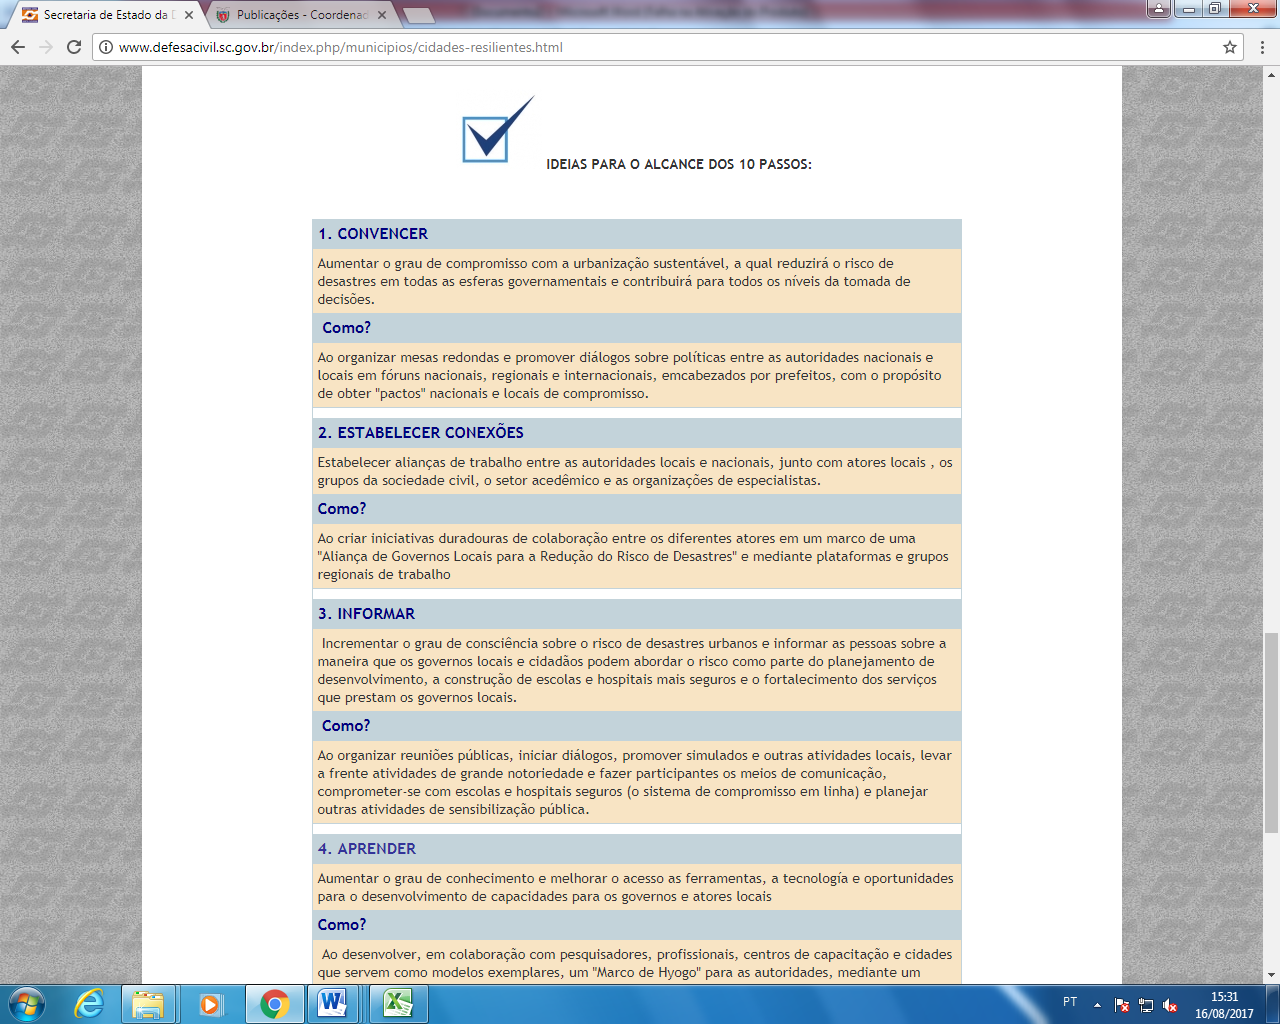 Secretaria de Estado da D
Publicações - Coordenad
www.defesacivil.sc.gov.br/index.php/municipios/cidades-resilientes.html
IDEIAS PARA O ALCANCE DOS 10 PASSOS:
1. CONVENCER
Aumentar o grau de compromisso com a urbanização sustentável, a qual reduzirá o risco de
desastres em todas as esferas governamentais e contribuirá para todos os níveis da tomada de
decisões.
Como?
Ao organizar mesas redondas e promover diálogos sobre políticas entre as autoridades nacionais e
locais em fóruns nacionais, regionais e internacionais, emcabezados por prefeitos, com o propósito
de obter "pactos" nacionais e locais de compromisso.
2. ESTABELECER CONEXÕES
Estabelecer alianças de trabalho entre as autoridades locais e nacionais, junto com atores locais , os
grupos da sociedade civil, o setor acedêmico e as organizações de especialistas.
Como?
Ao criar iniciativas duradouras de colaboração entre os diferentes atores em um marco de uma
"Aliança de Governos Locais para a Redução do Risco de Desastres" e mediante plataformas e grupos
regionais de trabalho
3. INFORMAR
Incrementar o grau de consciência sobre o risco de desastres urbanos e informar as pessoas sobre a
maneira que os governos locais e cidadãos podem abordar o risco como parte do planejamento de
desenvolvimento, a construção de escolas e hospitais mais seguros e o fortalecimento dos serviços
que prestam os governos locais.
Como?
Ao organizar reuniões públicas, iniciar diálogos, promover simulados e outras atividades locais, levar
a frente atividades de grande notoriedade e fazer participantes os meios de comunicação,
comprometer-se com escolas e hospitais seguros (o sistema de compromisso em linha) e planejar
outras atividades de sensibilização pública.
4. APRENDER
Aumentar o grau de conhecimento e melhorar o acesso as ferramentas, a tecnología e oportunidades
para o desenvolvimento de capacidades para os governos e atores locais
Como?
Ao desenvolver, em colaboração com pesquisadores, profissionais, centros de capacitação e cidades
que servem como modelos exemplares, um "Marco de Hyogo" para as autoridades, mediante um
PT
15:31
16/08/2017